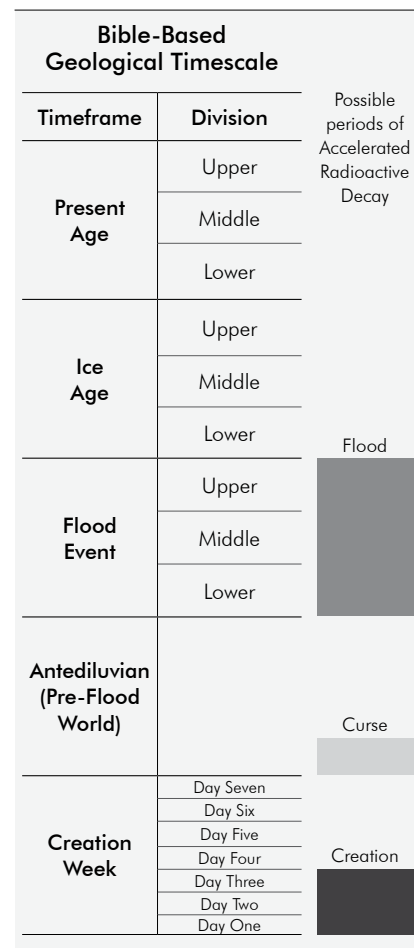 Bible-Based
Geological Timescale
Timeframe Division
Possible
periods of
Accelerated
Radioactive
Decay
Present
Age
Upper
Middle
Lower
Ice
Age
Upper
Middle
Lower
Flood
Flood
Event
Upper
Middle
Lower
Antediluvian
(Pre-Flood
World)
Curse
Creation
Week
Day Seven
Day Six
Day Five
Day Four
Day Three
Day Two
Day One
Creation